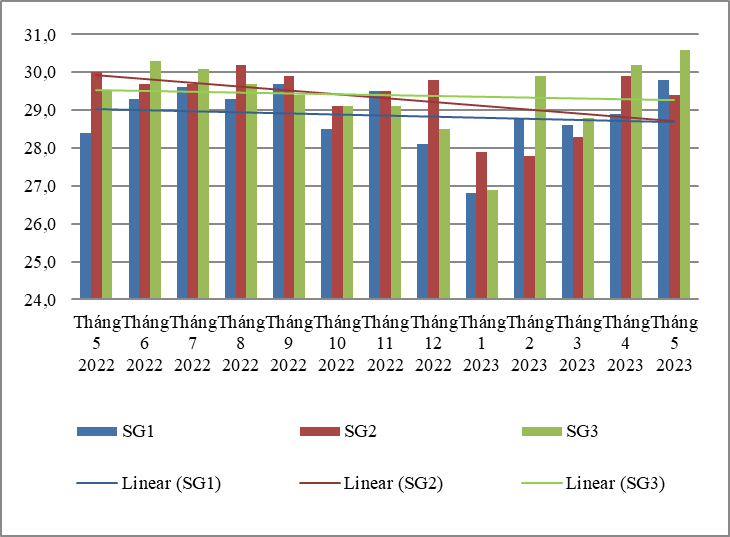 31,0
30,0
29,0
28,0
27,0
26,0
25,0
24,0
Tháng Tháng Tháng Tháng Tháng Tháng Tháng Tháng Tháng Tháng Tháng Tháng Tháng
5 6 7 8 9 10 11 12 1 2 3 4 5
2022 2022 2022 2022 2022 2022 2022 2022 2023 2023 2023 2023 2023
SG1 SG2 SG3
Linear (SG1) Linear (SG2) Linear (SG3)